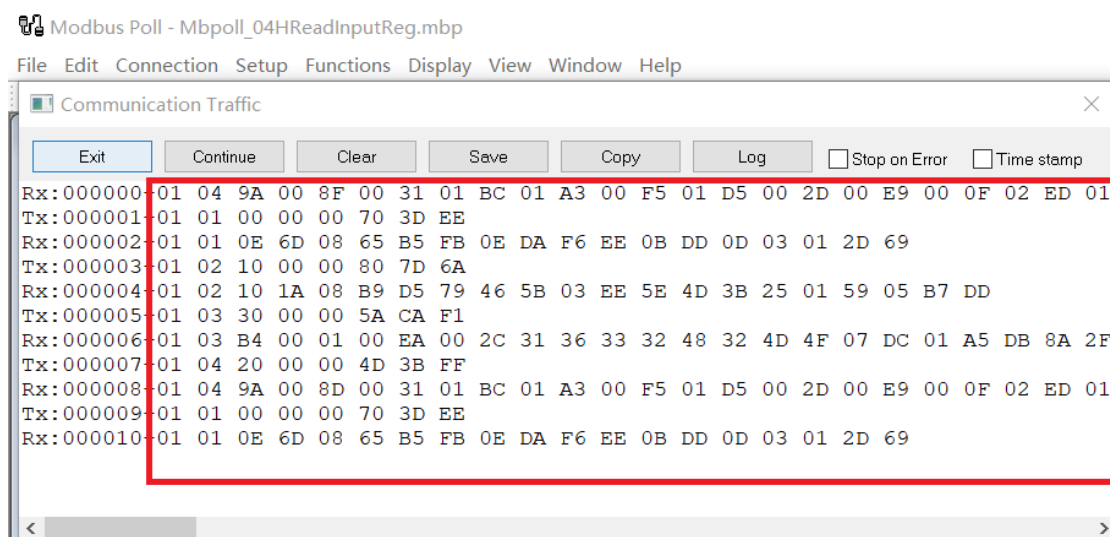 Modbus Poll - Mbpoll_04HReadInputReg.mbp
File Edit Connection Setup Functions Display View Window Help
Communication Traffic
Exit Continue Clear Save Copy Log Stop on Error Time stamp
Rx:000000-01 04 9A 00 8F 00 31 01 BC 01 A3 00 F5 01 D5 00 2D 00 E9 00 0F 02 ED 01
Tx:000001-01 01 00 00 00 70 3D EE
Rx:000002-01 01 0E 6D 08 65 B5 FB 0E DA F6 EE 0B DD 0D 03 01 2D 69
Tx:000003-01 02 10 00 00 80 7D 6A
Rx:000004-01 02 10 1A 08 B9 D5 79 46 5B 03 EE 5E 4D 3B 25 01 59 05 B7 DD
Tx:000005-01 03 30 00 00 5A CA F1
Rx:000006-01 03 B4 00 01 00 EA 00 2C 31 36 33 32 48 32 4D 4F 07 DC 01 A5 DB 8A 2F
Tx:000007-01 04 20 00 00 4D 3B FF
Rx:000008-01 04 9A 00 8D 00 31 01 BC 01 A3 00 F5 01 D5 00 2D 00 E9 00 0F 02 ED 01
Tx:000009-01 01 00 00 00 70 3D EE
Rx:000010-01 01 0E 6D 08 65 B5 FB 0E DA F6 EE 0B DD 0D 03 01 2D 69